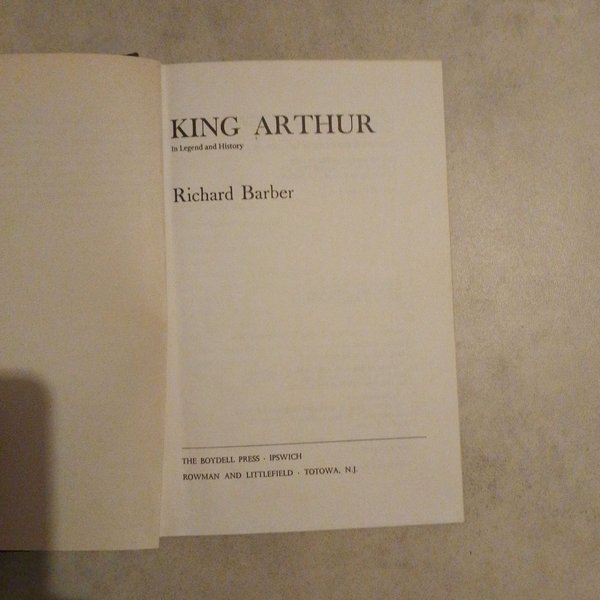 KING ARTHUR
In Legend and History
Richard Barber
THE BOYDELL PRESS · IPSWICH
ROWMAN AND LITTLEFIELD · TOTOWA, N.J.